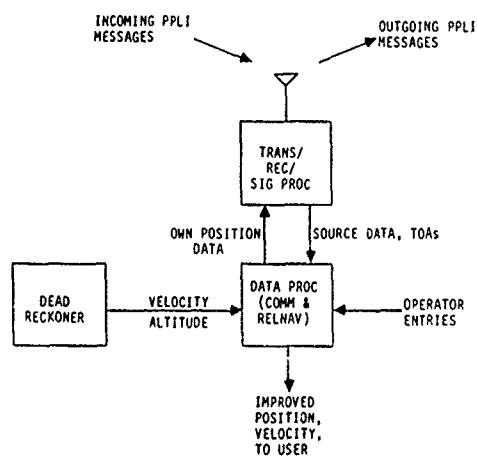 INCOMING PPLI
MESSAGES
OUTGOING PPLI
MESSAGES
TRANS/
REC/
SIG PROC
OWN POSITION
DATA
SOURCE DATA, TOAs
DEAD
RECKONER
VELOCITY
ALTITUDE
DATA PROC
(COMM &
RELNAV)
OPERATOR
ENTRIES
IMPROVED
POSITION,
VELOCITY,
TO USER